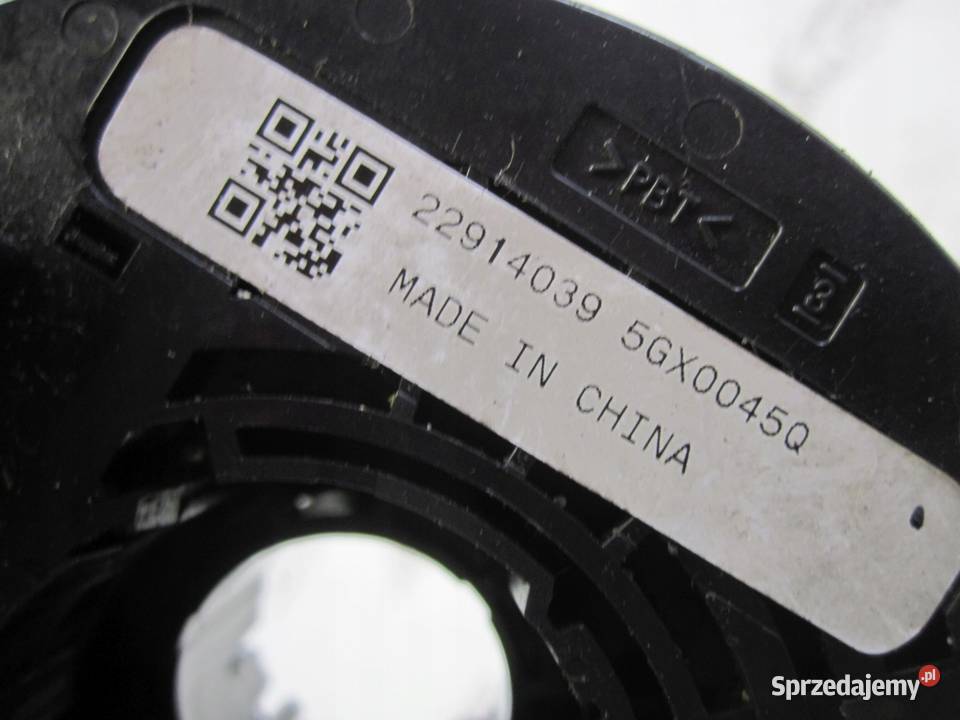 >PBT<
22914039 5GX0045Q
MADE IN CHINA
Sprzedajemy.pl